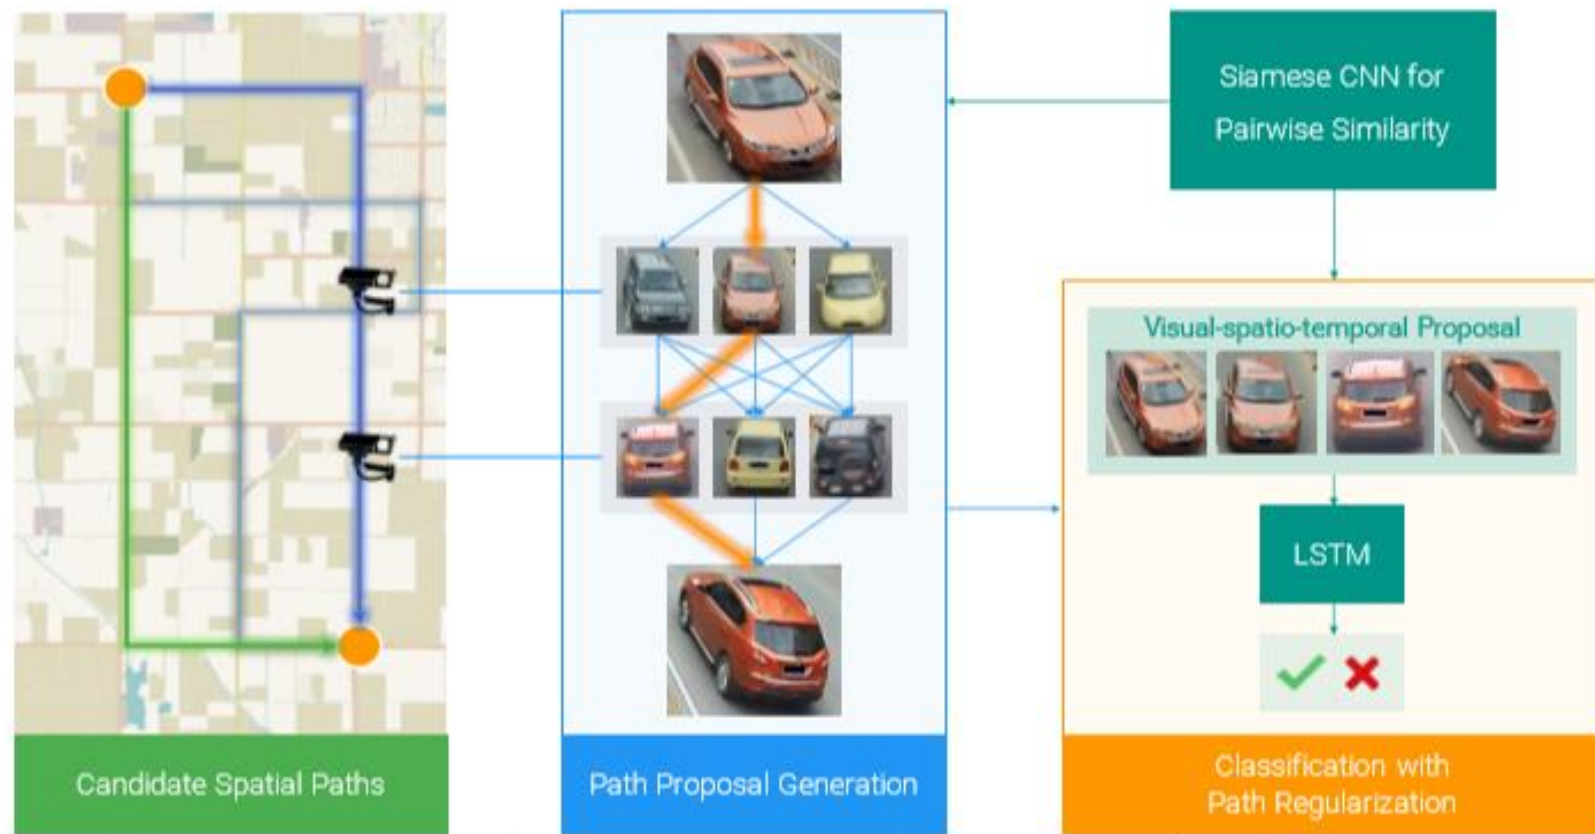 Siamese CNN for
Pairwise Similarity
Visual-spatio-temporal Proposal
LSTM
Candidate Spatial Paths
Path Proposal Generation
Classification with
Path Regularization